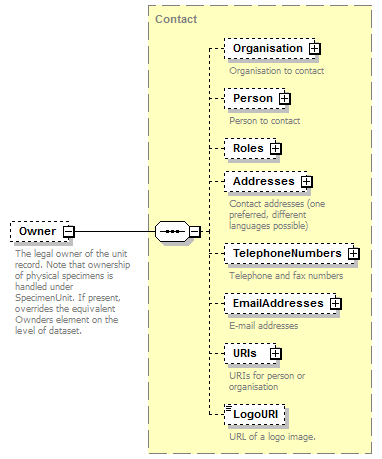 Contact
Organisation
Organisation to contact
Person
Person to contact
Roles
Addresses
Contact addresses (one
preferred, different
languages possible)
Owner
The legal owner of the unit
record. Note that ownership
of physical specimens is
handled under
SpecimenUnit. If present,
overrides the equivalent
Ownders element on the
level of dataset.
TelephoneNumbers
Telephone and fax numbers
EmailAddresses
E-mail addresses
URIs
URIs for person or
organisation
LogoURI
URL of a logo image.